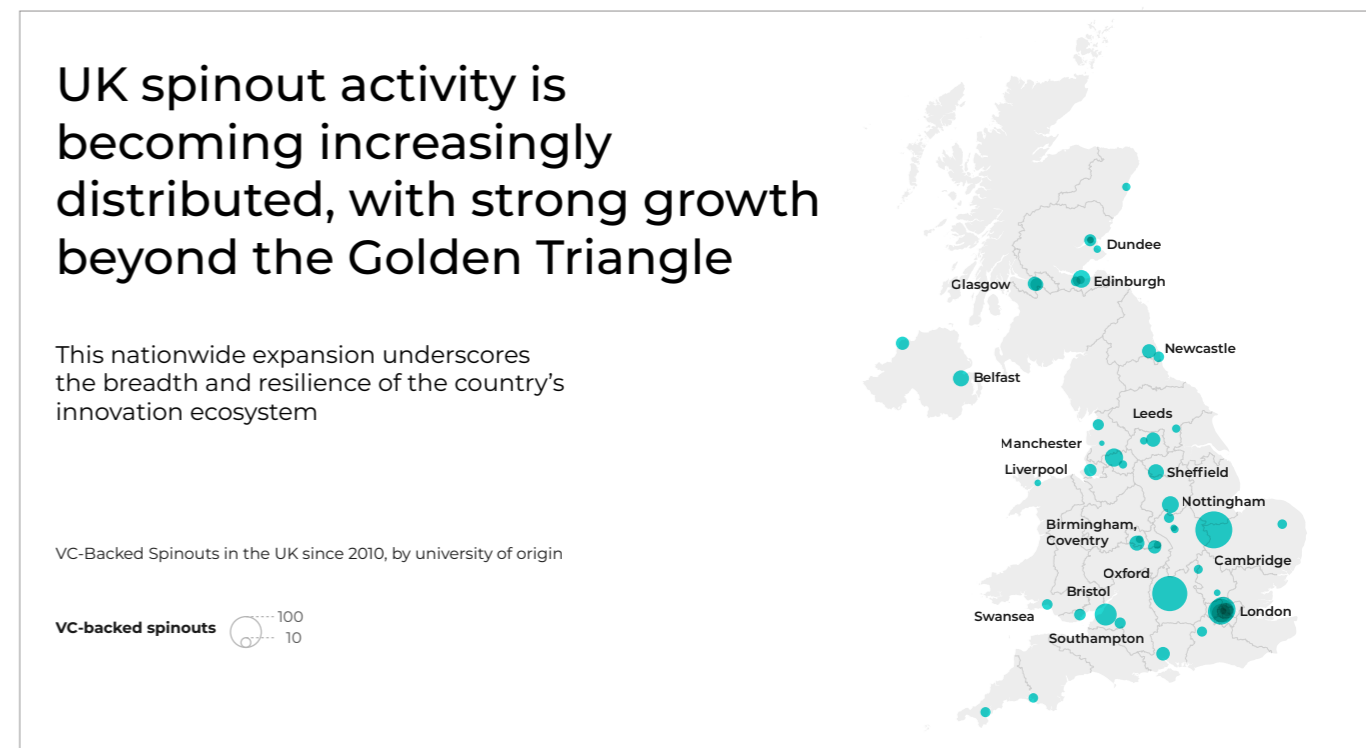 UK spinout activity is
becoming increasingly
distributed, with strong growth
beyond the Golden Triangle
This nationwide expansion underscores
the breadth and resilience of the country’s
innovation ecosystem
VC-Backed Spinouts in the UK since 2010, by university of origin
VC-backed spinouts
100
10
Dundee
Glasgow
Edinburgh
Newcastle
Belfast
Leeds
Manchester
Liverpool
Sheffield
Nottingham
Birmingham,
Coventry
Cambridge
Oxford
Bristol
London
Swansea
Southampton